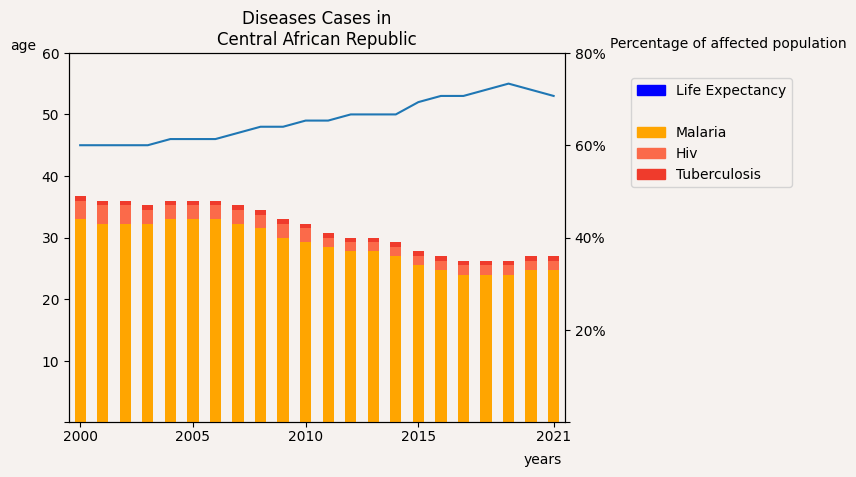 Diseases Cases in
Central African Republic
age
Percentage of affected population
60
50
40
30
20
10
80%
60%
40%
20%
Life Expectancy
Malaria
Hiv
Tuberculosis
2000
2005
2010
2015
2021
years